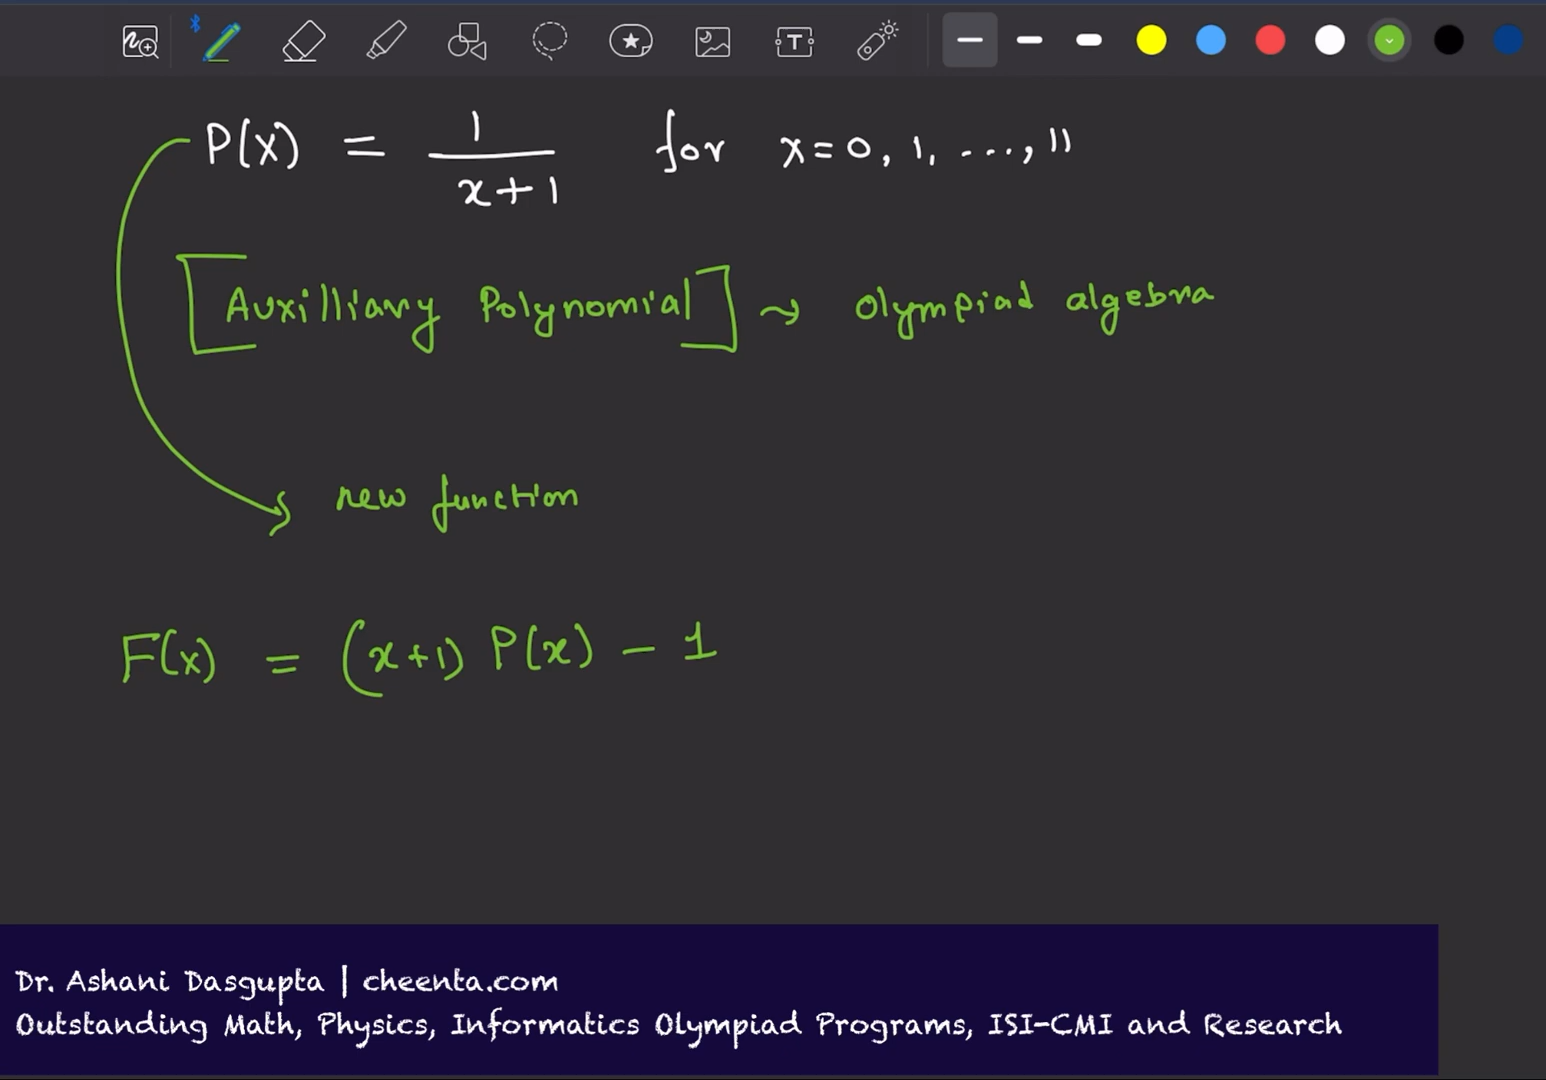 P(x) = 1/(x+1) for x=0, 1, ..., 11
[Auxilliary Polynomial] ⇝ Olympiad algebra
new function
F(x) = (x+1) P(x) - 1
Dr. Ashani Dasgupta | cheenta.com
Outstanding Math, Physics, Informatics Olympiad Programs, ISI-CMI and Research